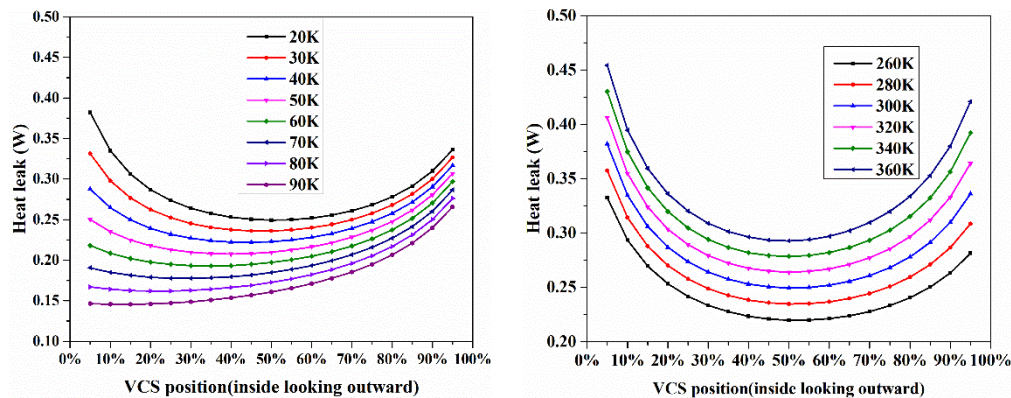 0.50
0.45
0.40
0.35
0.30
0.25
0.20
0.15
0.10
Heat leak (W)
20K
30K
40K
50K
60K
70K
80K
90K
0% 10% 20% 30% 40% 50% 60% 70% 80% 90% 100%
VCS position(inside looking outward)
0.50
0.45
0.40
0.35
0.30
0.25
0.20
Heat leak (W)
260K
280K
300K
320K
340K
360K
0% 10% 20% 30% 40% 50% 60% 70% 80% 90% 100%
VCS position(inside looking outward)